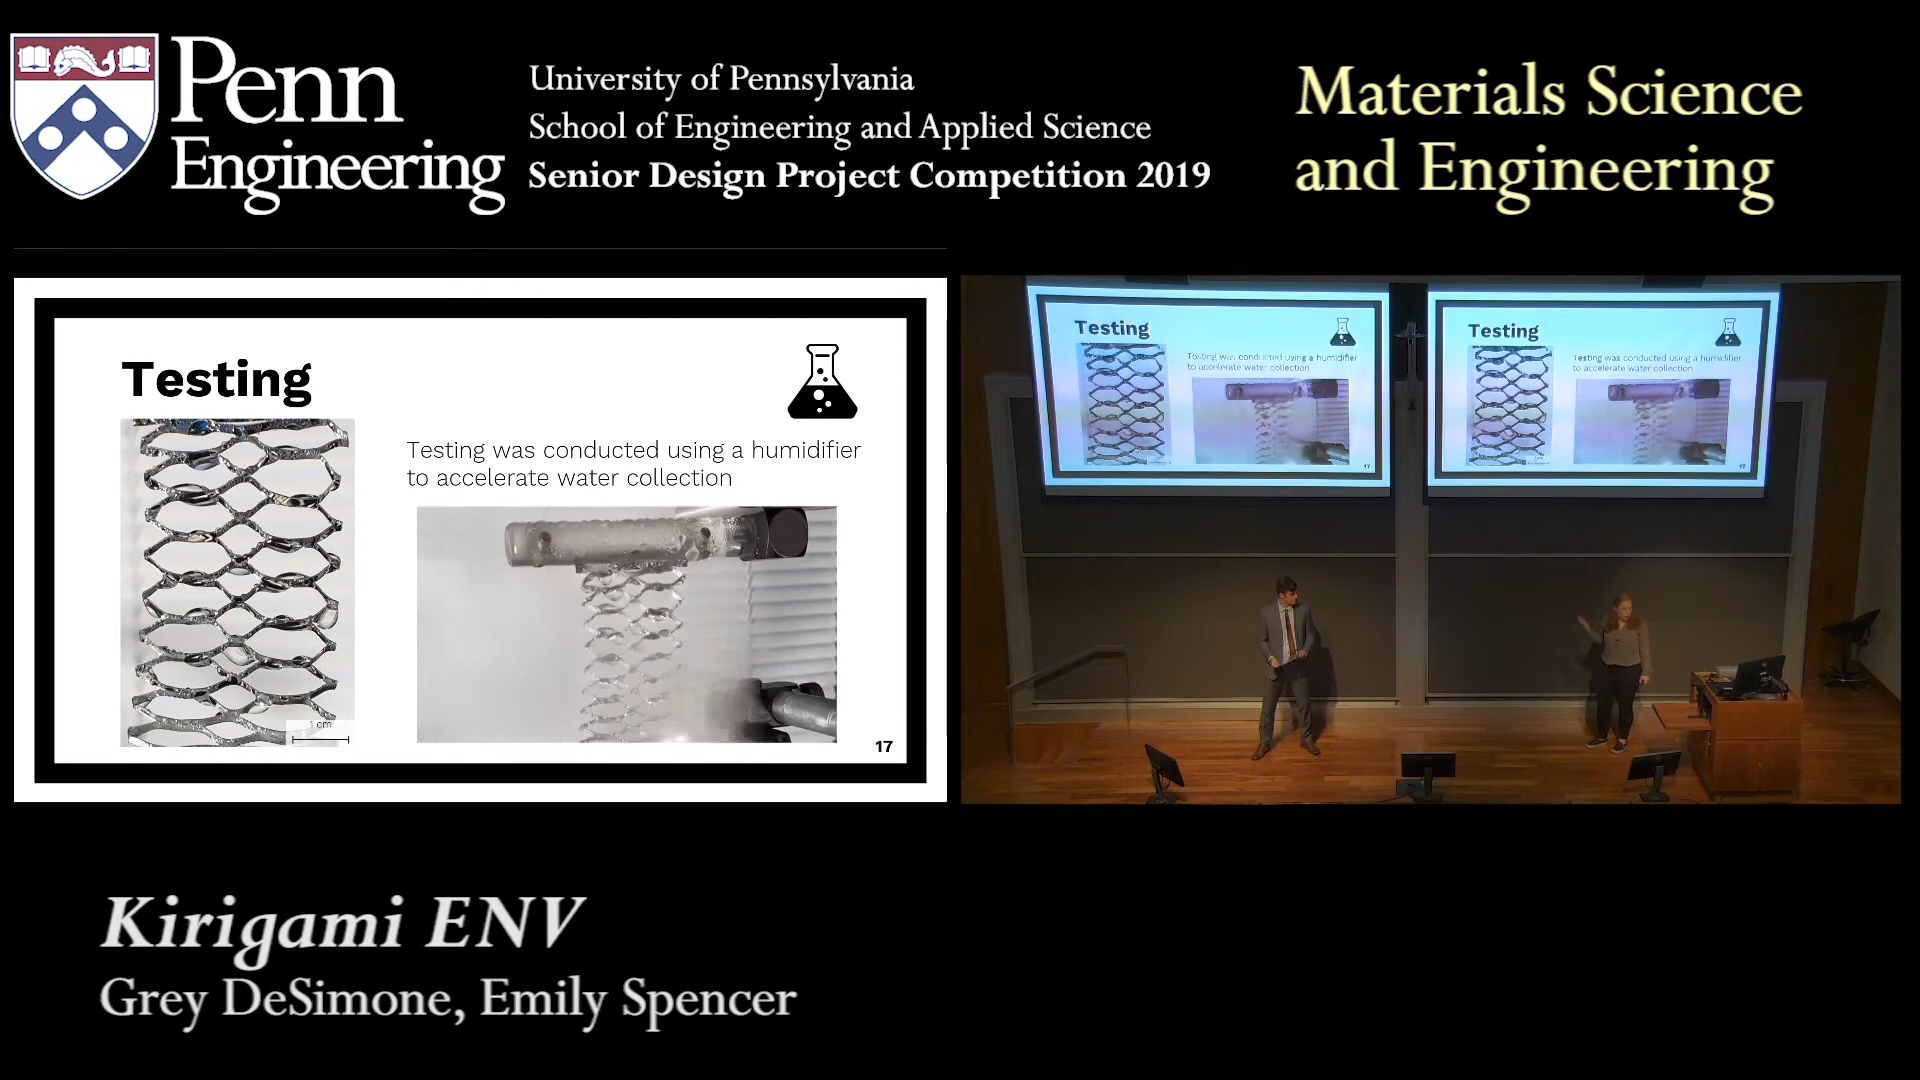 Penn
Engineering
University of Pennsylvania
School of Engineering and Applied Science
Senior Design Project Competition 2019
Materials Science
and Engineering
Testing
Testing was conducted using a humidifier
to accelerate water collection
1 cm
17
Testing
Testing was conducted using a humidifier
to accelerate water collection
17
Testing
Testing was conducted using a humidifier
to accelerate water collection
17
Kirigami ENV
Grey DeSimone, Emily Spencer